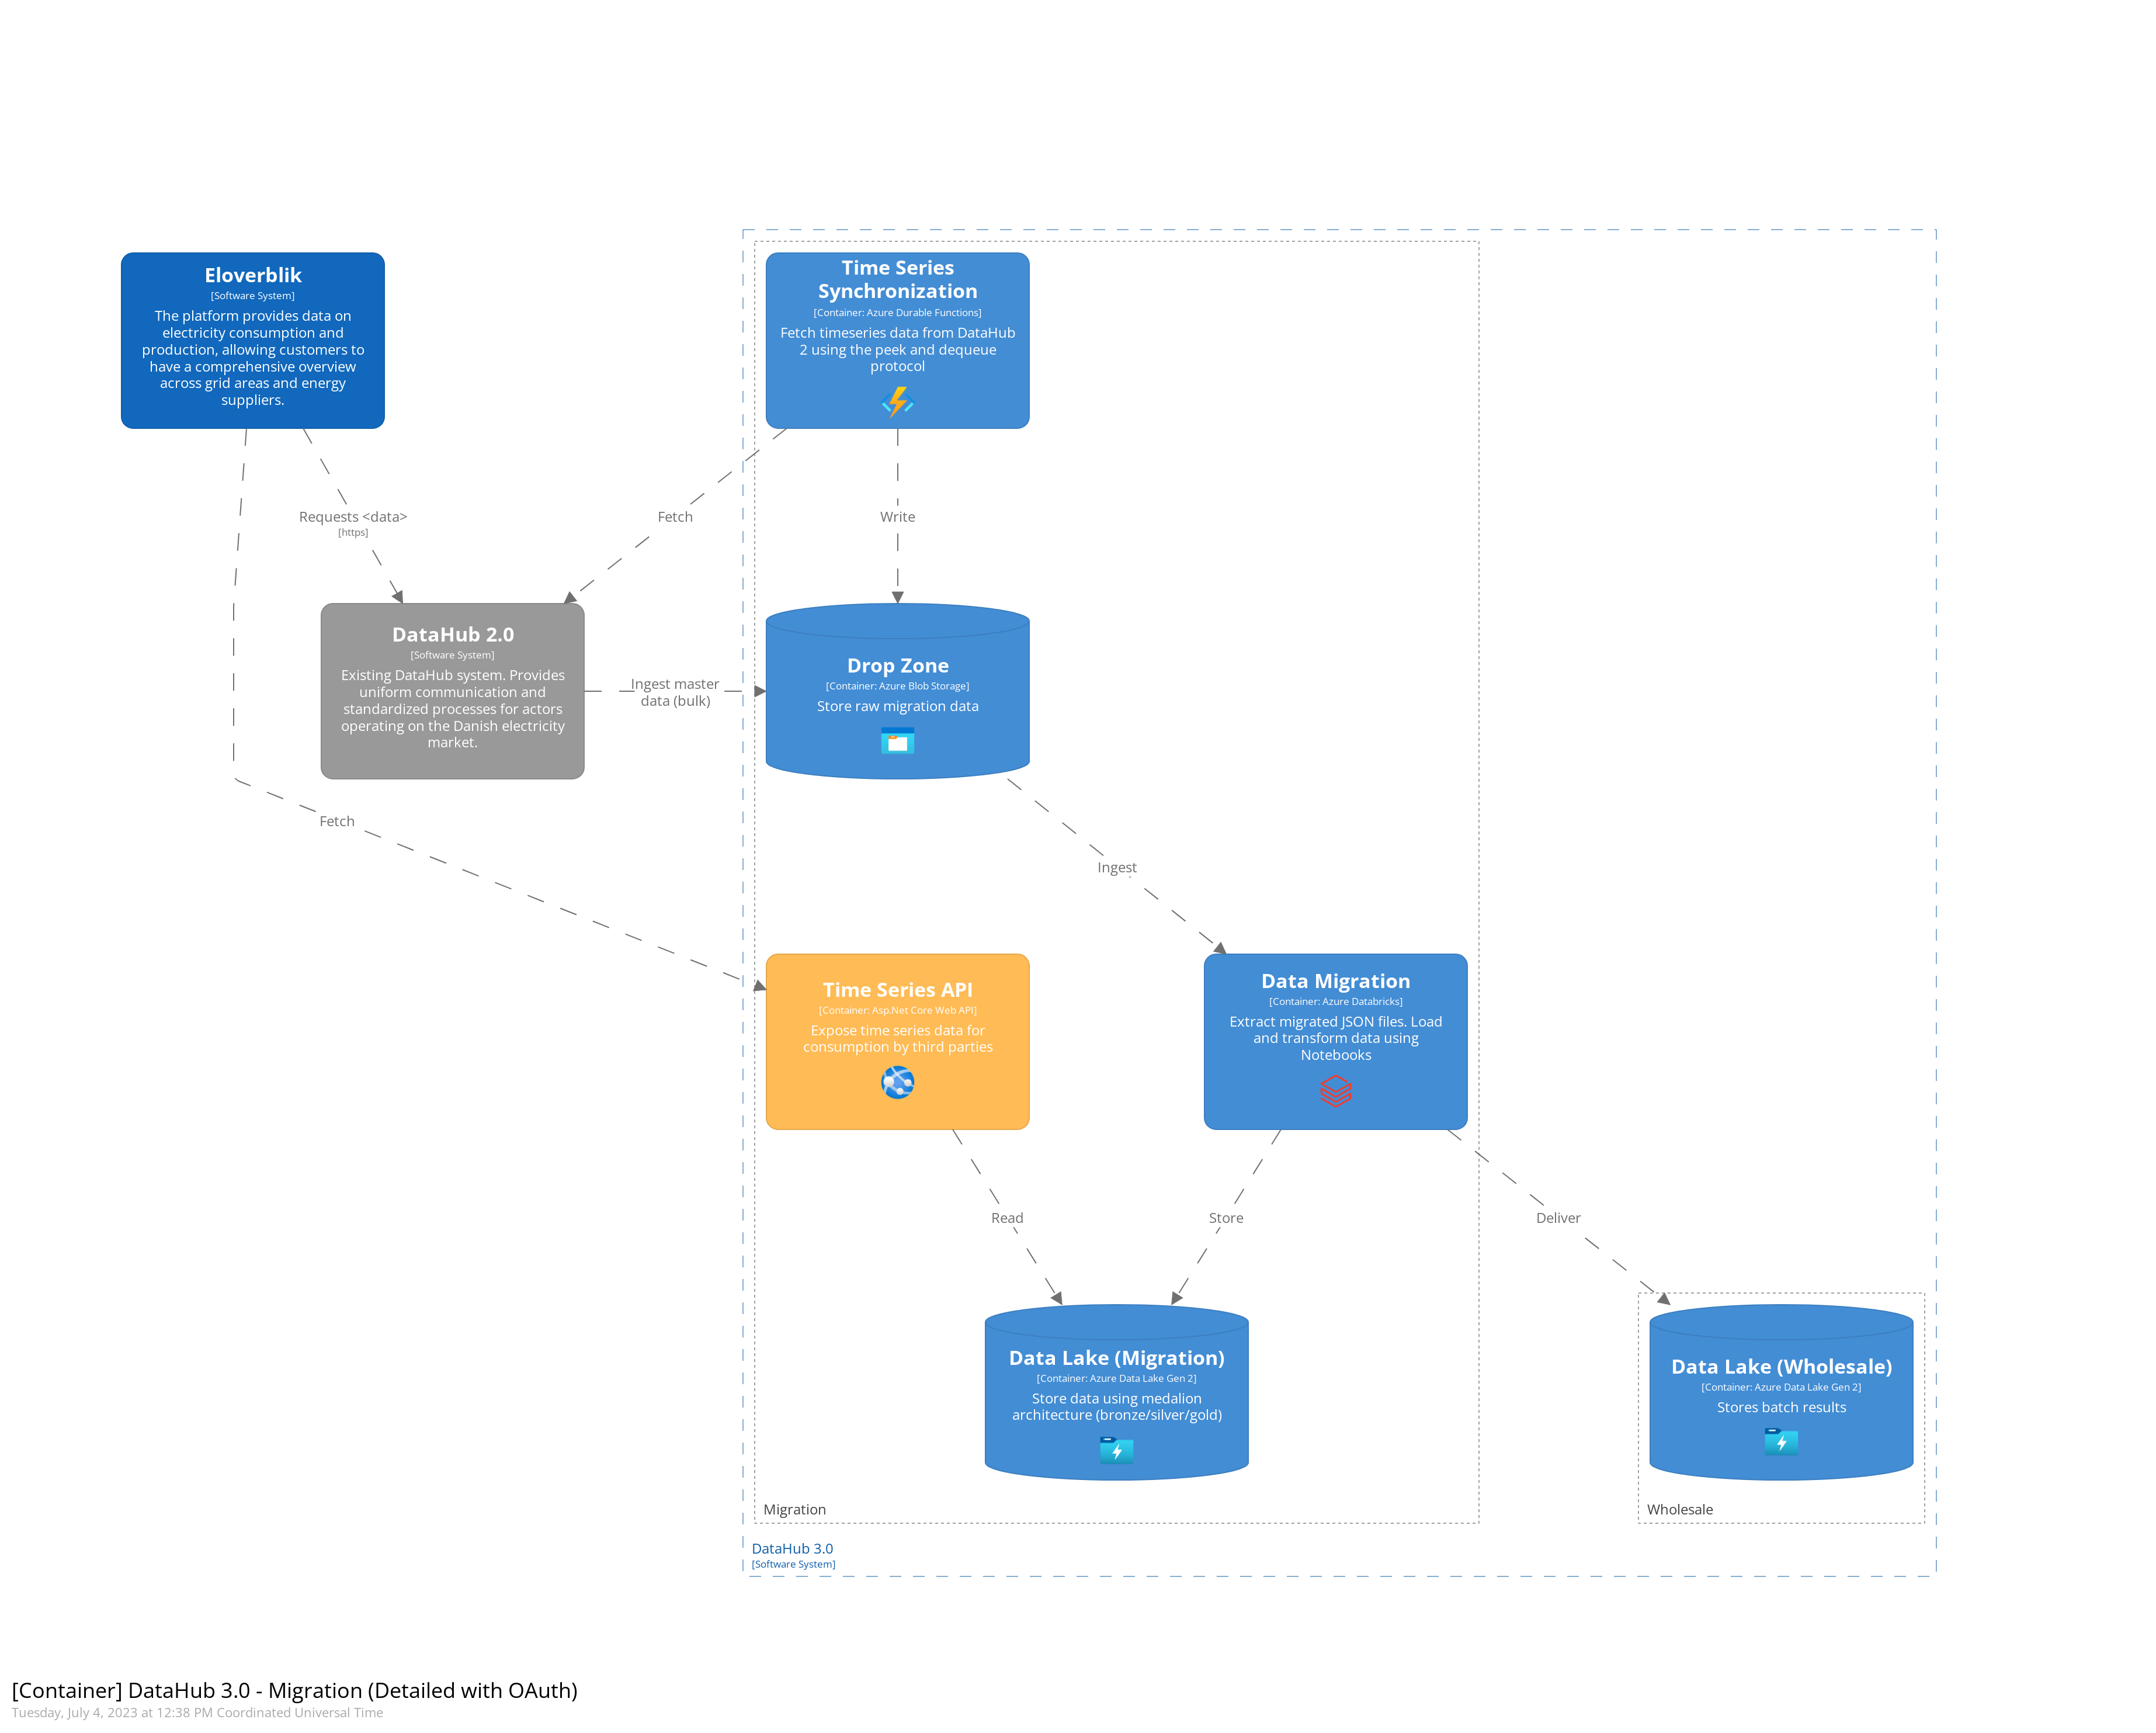 Eloverblik
[Software System]
The platform provides data on
electricity consumption and
production, allowing customers to
have a comprehensive overview
across grid areas and energy
suppliers.
Time Series
Synchronization
[Container: Azure Durable Functions]
Fetch timeseries data from DataHub
2 using the peek and dequeue
protocol
Requests <data>
[https]
Fetch
Write
DataHub 2.0
[Software System]
Existing DataHub system. Provides
uniform communication and
standardized processes for actors
operating on the Danish electricity
market.
Ingest master
data (bulk)
Drop Zone
[Container: Azure Blob Storage]
Store raw migration data
Fetch
Ingest
Time Series API
[Container: Asp.Net Core Web API]
Expose time series data for
consumption by third parties
Data Migration
[Container: Azure Databricks]
Extract migrated JSON files. Load
and transform data using
Notebooks
Read
Store
Deliver
Data Lake (Migration)
[Container: Azure Data Lake Gen 2]
Store data using medalion
architecture (bronze/silver/gold)
Data Lake (Wholesale)
[Container: Azure Data Lake Gen 2]
Stores batch results
Migration
Wholesale
DataHub 3.0
[Software System]
[Container] DataHub 3.0 - Migration (Detailed with OAuth)
Tuesday, July 4, 2023 at 12:38 PM Coordinated Universal Time